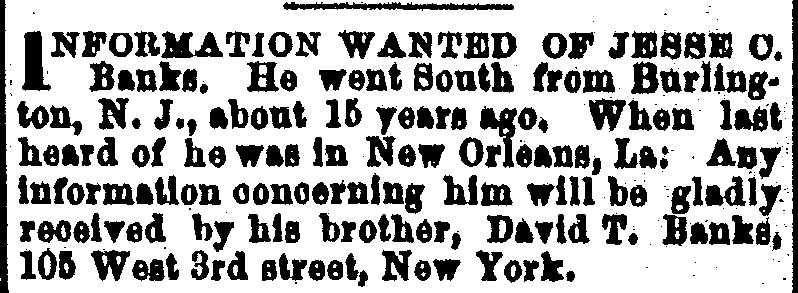 INFORMATION WANTED OF JESSE C.
Banks. He went South from Burling-
ton, N. J., about 15 years ago. When last
heard of he was in New Orleans, La: Any
information concerning him will be gladly
received by his brother, David T. Banks,
105 West 3rd street, New York.